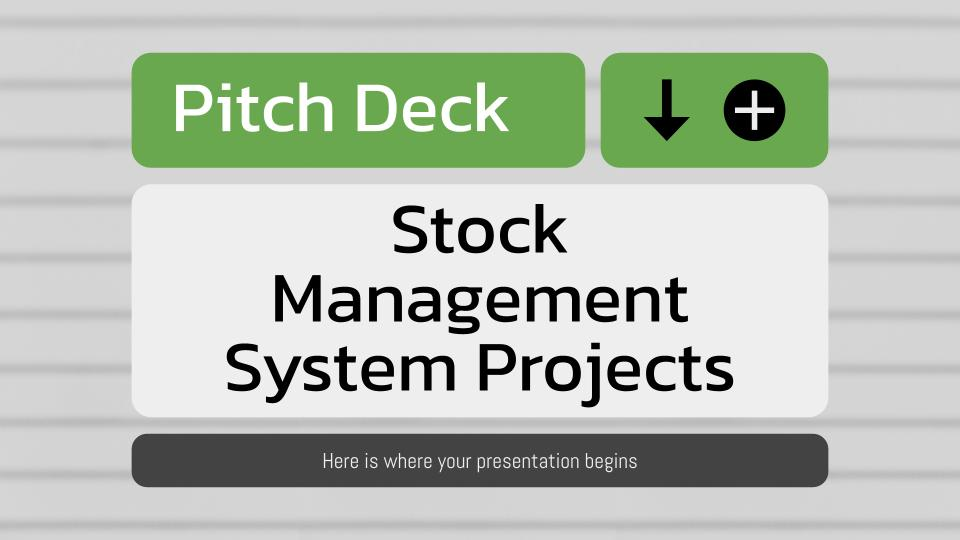 Pitch Deck
Stock
Management
System Projects
Here is where your presentation begins